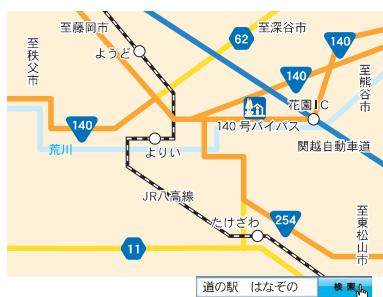 至藤岡市
至深谷市
ようど
62
140
至秩父市
140
至熊谷市
花園IC
140号バイパス
140
荒川
よりい
関越自動車道
JR八高線
至東松山市
たけざわ
254
11
道の駅 はなぞの
検索